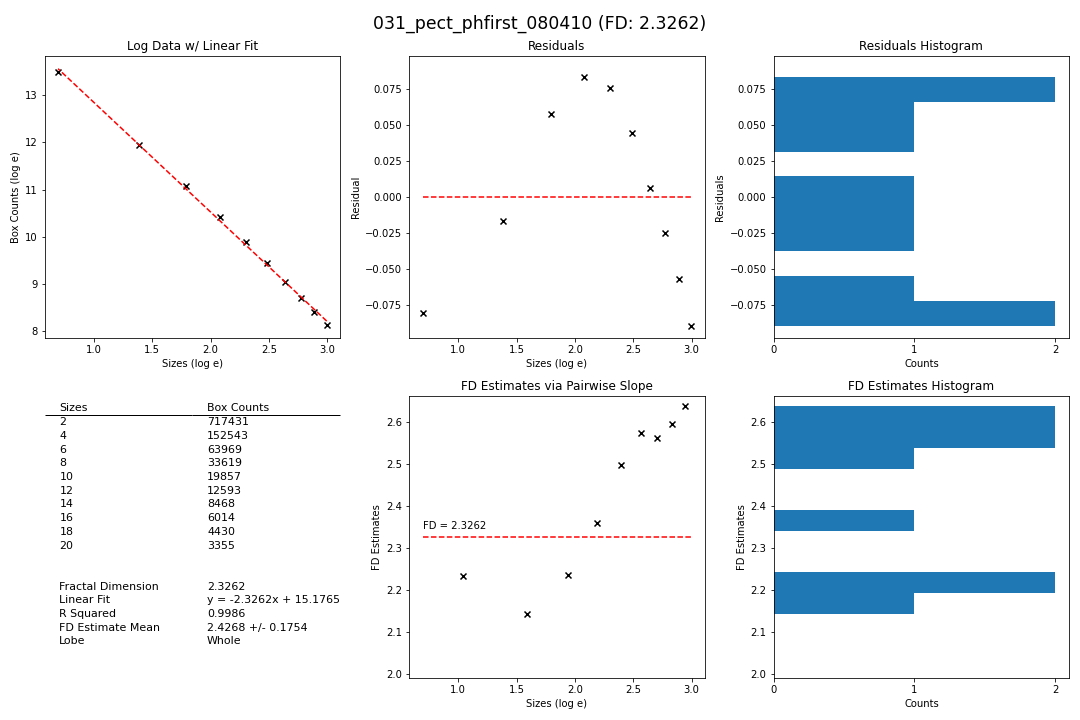 031_pect_phfirst_080410 (FD: 2.3262)
Log Data w/ Linear Fit
Box Counts (log e)
13
12
11
10
9
8
1.0 1.5 2.0 2.5 3.0
Sizes (log e)
Residuals
Residual
0.075
0.050
0.025
0.000
−0.025
−0.050
−0.075
1.0 1.5 2.0 2.5 3.0
Sizes (log e)
Residuals Histogram
Residuals
0.075
0.050
0.025
0.000
−0.025
−0.050
−0.075
0 1 2
Counts
Sizes Box Counts
2 717431
4 152543
6 63969
8 33619
10 19857
12 12593
14 8468
16 6014
18 4430
20 3355
Fractal Dimension 2.3262
Linear Fit y = -2.3262x + 15.1765
R Squared 0.9986
FD Estimate Mean 2.4268 +/- 0.1754
Lobe Whole
FD Estimates via Pairwise Slope
FD Estimates
2.6
2.5
2.4
2.3
2.2
2.1
2.0
FD = 2.3262
1.0 1.5 2.0 2.5 3.0
Sizes (log e)
FD Estimates Histogram
FD Estimates
2.6
2.5
2.4
2.3
2.2
2.1
2.0
0 1 2
Counts